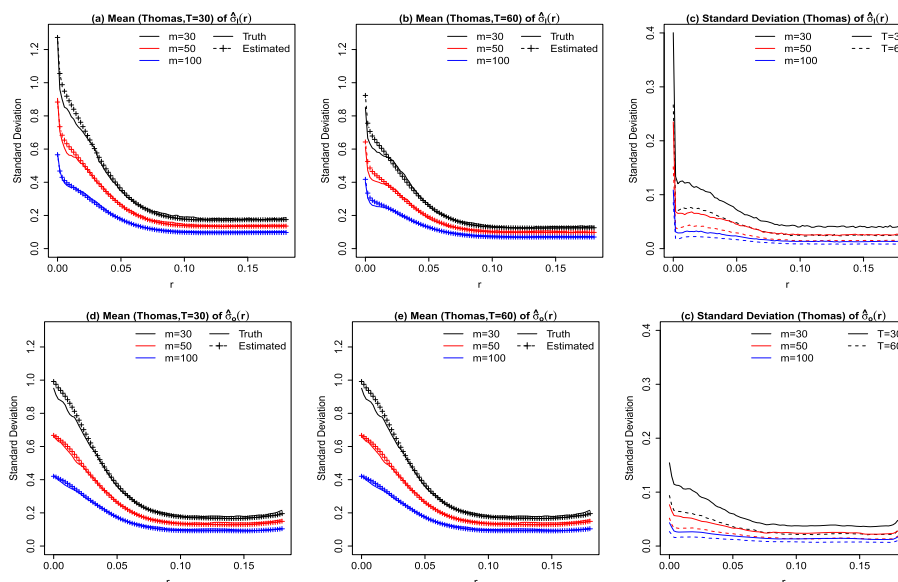 (a) Mean (Thomas,T=30) of σ̂ₗ(r)
m=30 Truth
m=50 Estimated
m=100
Standard Deviation
0.0 0.2 0.4 0.6 0.8 1.0 1.2
0.00 0.05 0.10 0.15
r
(b) Mean (Thomas,T=60) of σ̂ₗ(r)
m=30 Truth
m=50 Estimated
m=100
Standard Deviation
0.0 0.2 0.4 0.6 0.8 1.0 1.2
0.00 0.05 0.10 0.15
r
(c) Standard Deviation (Thomas) of σ̂ₗ(r)
m=30 T=3
m=50 T=6
m=100
Standard Deviation
0.0 0.1 0.2 0.3 0.4
0.00 0.05 0.10 0.15
r
(d) Mean (Thomas,T=30) of σ̂ₒ(r)
m=30 Truth
m=50 Estimated
m=100
Standard Deviation
0.0 0.2 0.4 0.6 0.8 1.0 1.2
0.00 0.05 0.10 0.15
r
(e) Mean (Thomas,T=60) of σ̂ₒ(r)
m=30 Truth
m=50 Estimated
m=100
Standard Deviation
0.0 0.2 0.4 0.6 0.8 1.0 1.2
0.00 0.05 0.10 0.15
r
(c) Standard Deviation (Thomas) of σ̂ₒ(r)
m=30 T=30
m=50 T=60
m=100
Standard Deviation
0.0 0.1 0.2 0.3 0.4
0.00 0.05 0.10 0.15
r